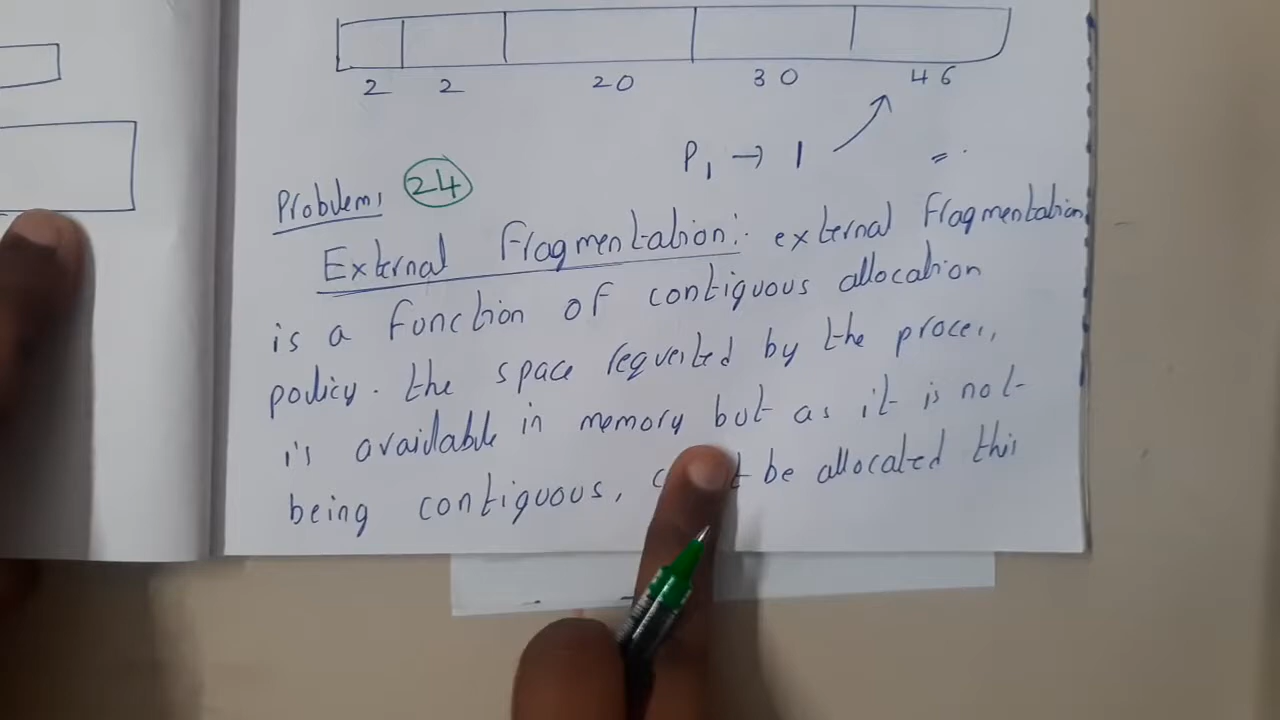 2 2 20 30 46
P1 → 1 =
Problem, 24
External Fragmentation:- external fragmentation
is a function of contiguous allocation
policy. the space requested by the process,
is available in memory but as it is not
being contiguous, be allocated this